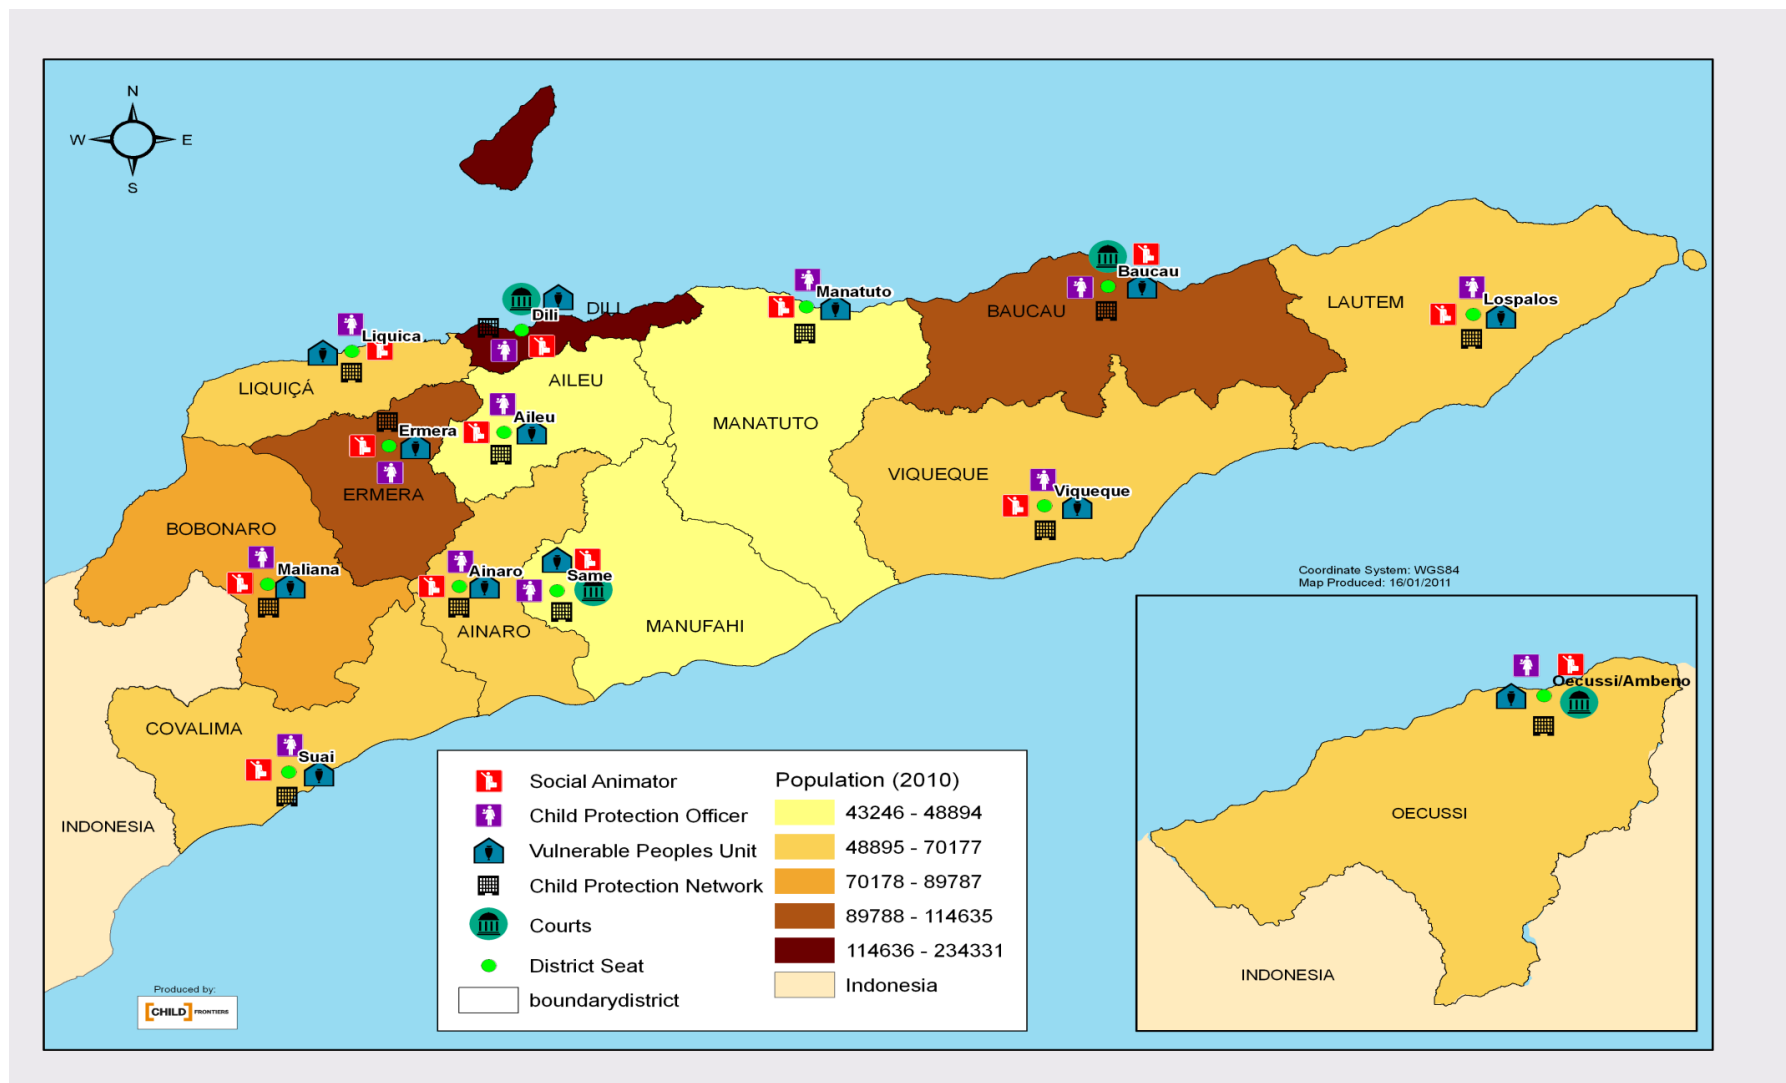 N
W
E
S
Dili
DILI
Liquica
LIQUIÇÁ
Manatuto
MANATUTO
Baucau
BAUCAU
Lospalos
LAUTEM
AILEU
Aileu
Ermera
ERMERA
VIQUEQUE
Viqueque
BOBONARO
Maliana
Ainaro
AINARO
Same
MANUFAHI
COVALIMA
Suai
INDONESIA
Coordinate System: WGS84
Map Produced: 16/01/2011
Oecussi/Ambeno
OECUSSI
INDONESIA
Social Animator
Child Protection Officer
Vulnerable Peoples Unit
Child Protection Network
Courts
District Seat
boundarydistrict
Population (2010)
43246 - 48894
48895 - 70177
70178 - 89787
89788 - 114635
114636 - 234331
Indonesia
Produced by:
[CHILD] FRONTIERS